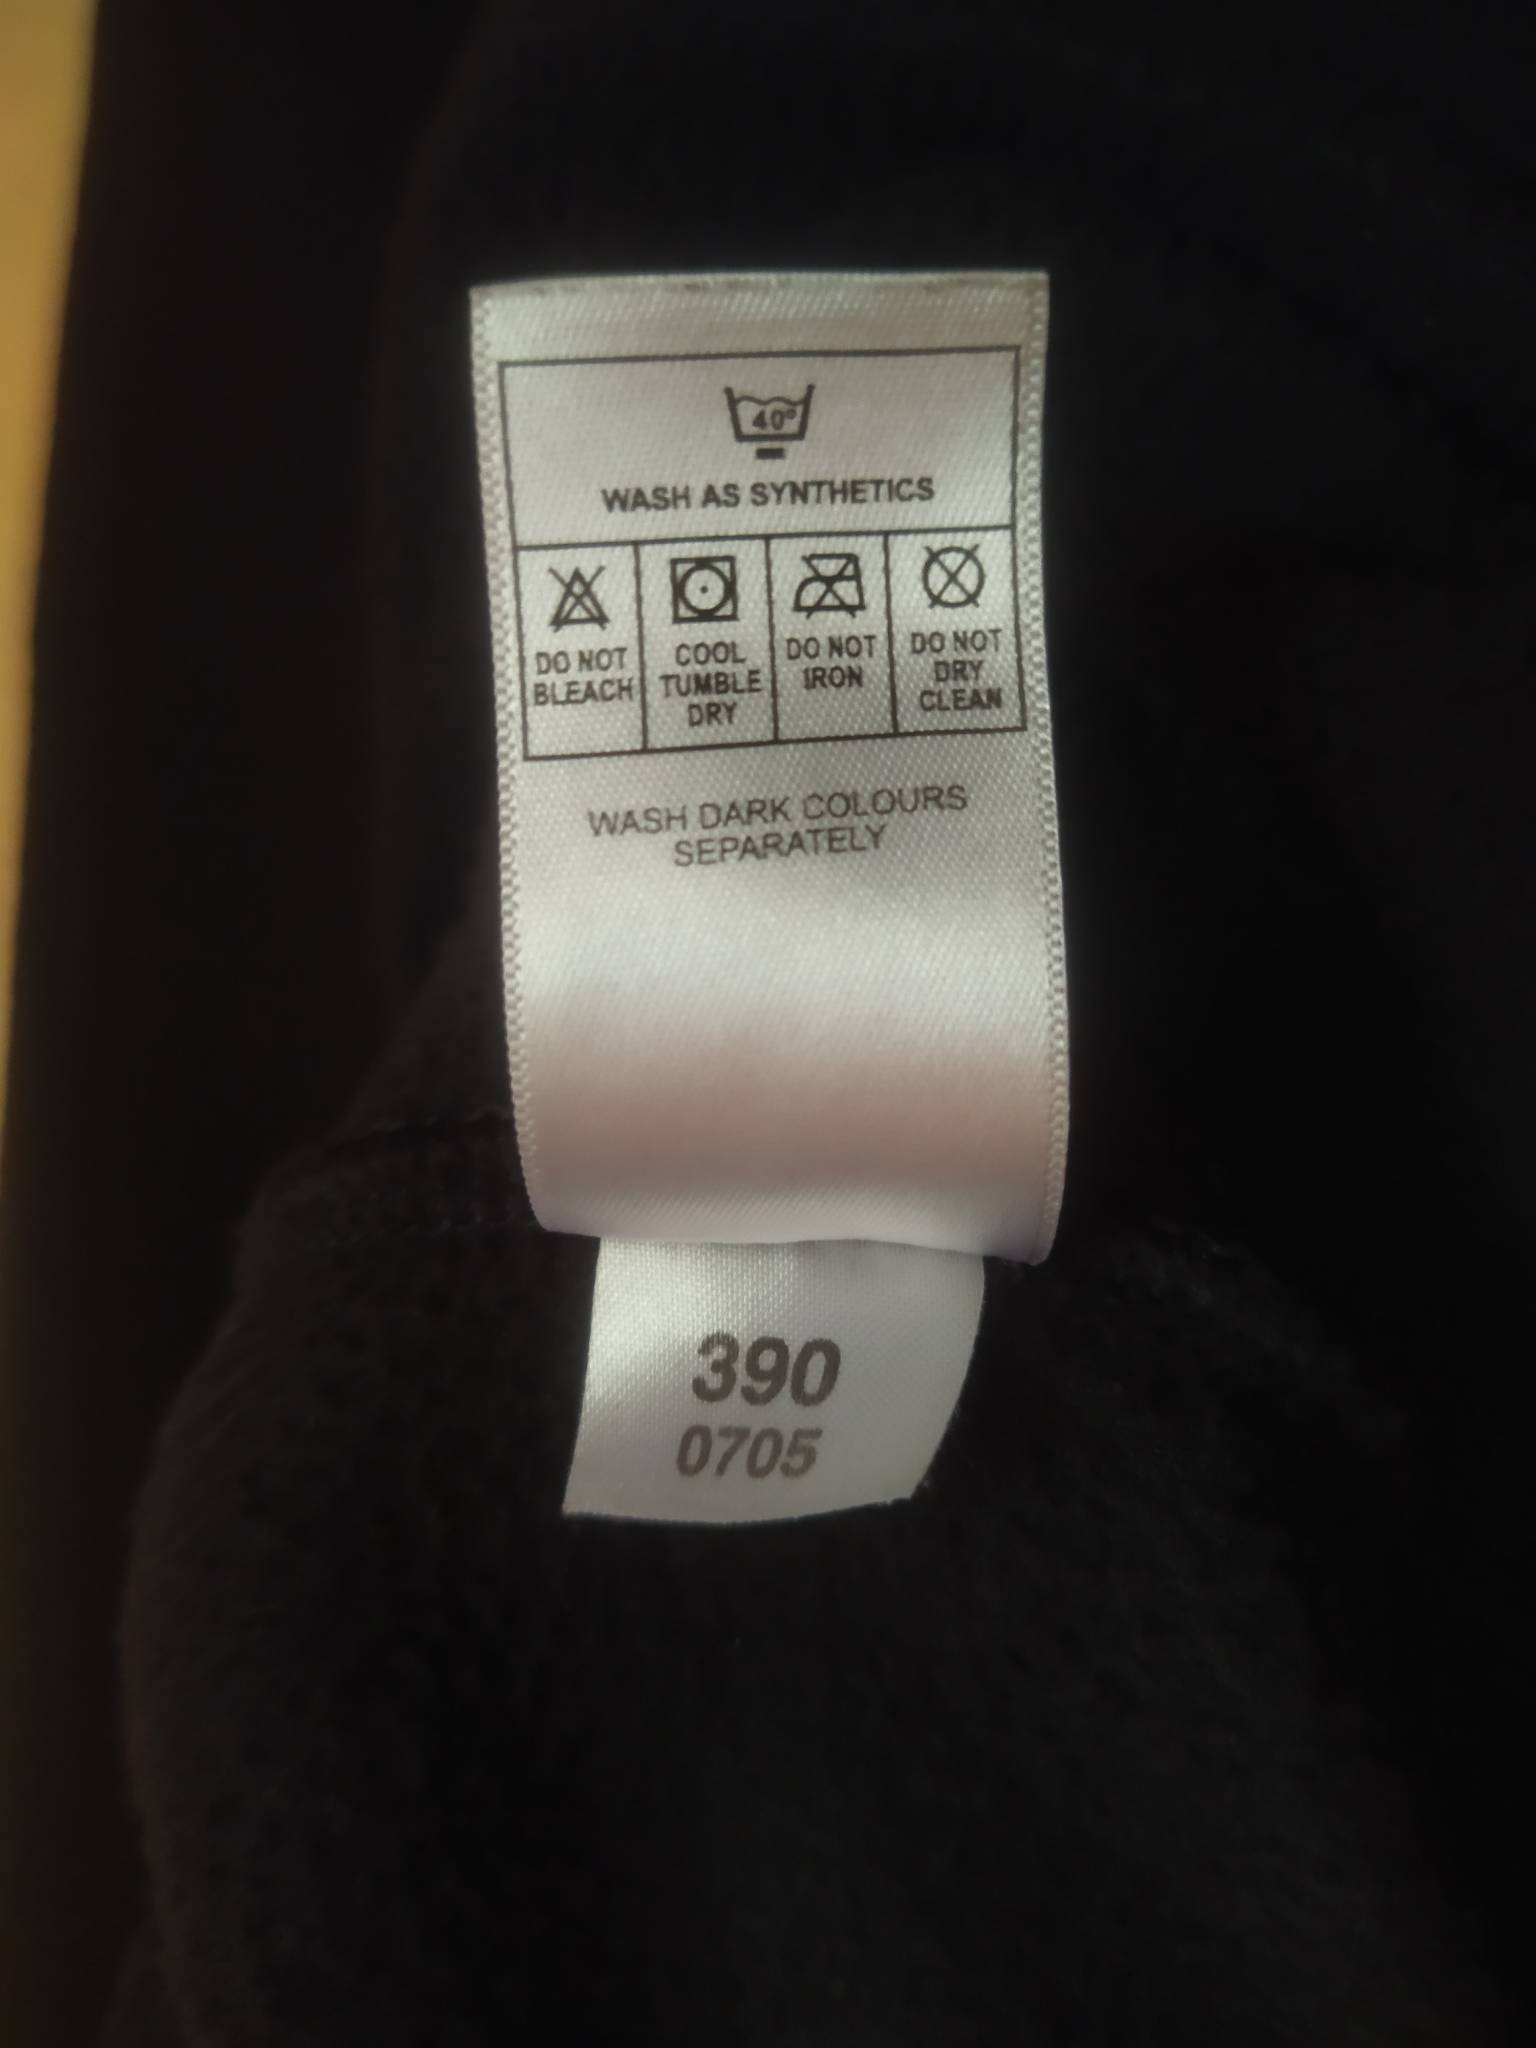 40°
WASH AS SYNTHETICS
DO NOT
BLEACH
COOL
TUMBLE
DRY
DO NOT
IRON
DO NOT
DRY
CLEAN
WASH DARK COLOURS
SEPARATELY
390
0705